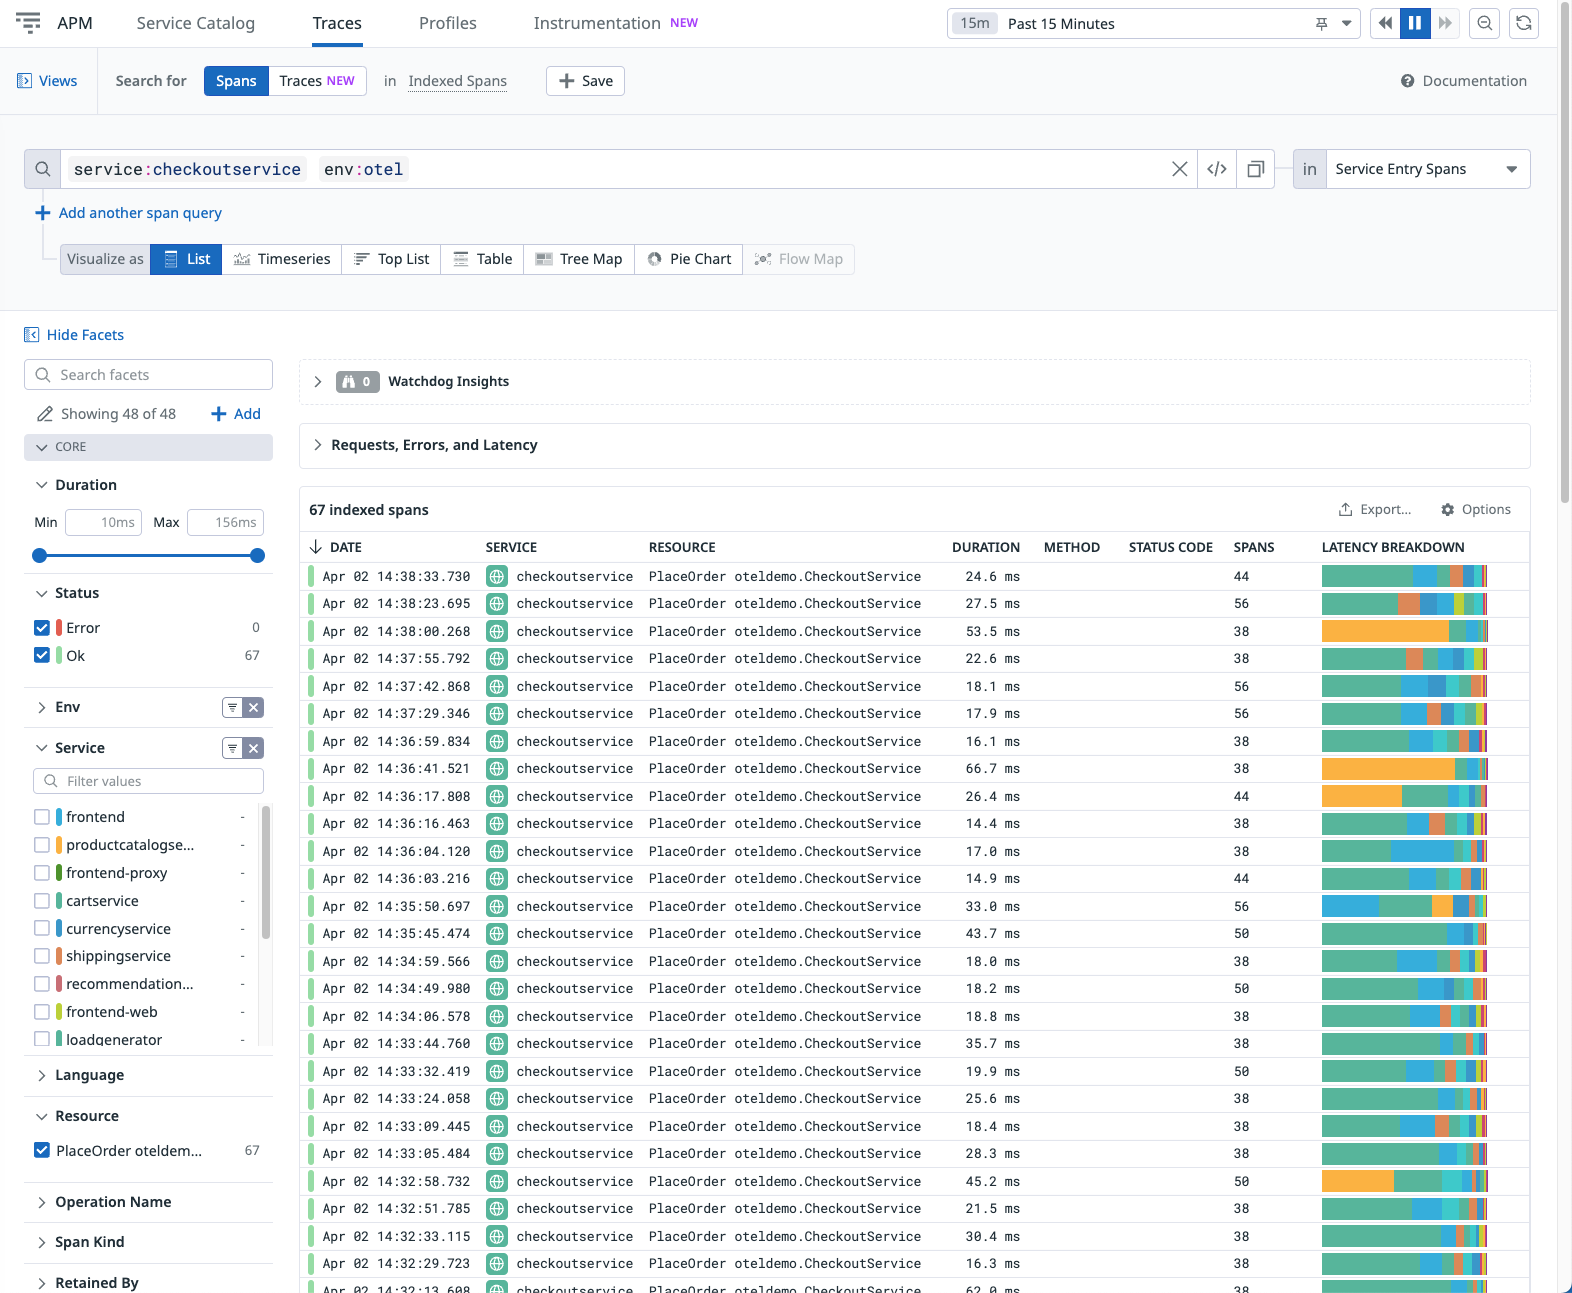 APM Service Catalog Traces Profiles Instrumentation NEW 15m Past 15 Minutes
Views Search for Spans Traces NEW in Indexed Spans Save Documentation
service:checkoutservice env:otel in Service Entry Spans
Add another span query
Visualize as List Timeseries Top List Table Tree Map Pie Chart Flow Map
Hide Facets
Search facets
Showing 48 of 48 Add
CORE
Duration
Min 10ms Max 156ms
Status
Error 0
Ok 67
Env
Service
Filter values
frontend -
productcatalogse... -
frontend-proxy -
cartservice -
currencyservice -
shippingservice -
recommendation... -
frontend-web -
loadgenerator -
Language
Resource
PlaceOrder oteldem... 67
Operation Name
Span Kind
Retained By
0 Watchdog Insights
Requests, Errors, and Latency
67 indexed spans Export... Options
DATE SERVICE RESOURCE DURATION METHOD STATUS CODE SPANS LATENCY BREAKDOWN
Apr 02 14:38:33.730 checkoutservice PlaceOrder oteldemo.CheckoutService 24.6 ms 44
Apr 02 14:38:23.695 checkoutservice PlaceOrder oteldemo.CheckoutService 27.5 ms 56
Apr 02 14:38:00.268 checkoutservice PlaceOrder oteldemo.CheckoutService 53.5 ms 38
Apr 02 14:37:55.792 checkoutservice PlaceOrder oteldemo.CheckoutService 22.6 ms 38
Apr 02 14:37:42.868 checkoutservice PlaceOrder oteldemo.CheckoutService 18.1 ms 56
Apr 02 14:37:29.346 checkoutservice PlaceOrder oteldemo.CheckoutService 17.9 ms 56
Apr 02 14:36:59.834 checkoutservice PlaceOrder oteldemo.CheckoutService 16.1 ms 38
Apr 02 14:36:41.521 checkoutservice PlaceOrder oteldemo.CheckoutService 66.7 ms 38
Apr 02 14:36:17.808 checkoutservice PlaceOrder oteldemo.CheckoutService 26.4 ms 44
Apr 02 14:36:16.463 checkoutservice PlaceOrder oteldemo.CheckoutService 14.4 ms 38
Apr 02 14:36:04.120 checkoutservice PlaceOrder oteldemo.CheckoutService 17.0 ms 38
Apr 02 14:36:03.216 checkoutservice PlaceOrder oteldemo.CheckoutService 14.9 ms 44
Apr 02 14:35:50.697 checkoutservice PlaceOrder oteldemo.CheckoutService 33.0 ms 56
Apr 02 14:35:45.474 checkoutservice PlaceOrder oteldemo.CheckoutService 43.7 ms 50
Apr 02 14:34:59.566 checkoutservice PlaceOrder oteldemo.CheckoutService 18.0 ms 38
Apr 02 14:34:49.980 checkoutservice PlaceOrder oteldemo.CheckoutService 18.2 ms 50
Apr 02 14:34:06.578 checkoutservice PlaceOrder oteldemo.CheckoutService 18.8 ms 38
Apr 02 14:33:44.760 checkoutservice PlaceOrder oteldemo.CheckoutService 35.7 ms 38
Apr 02 14:33:32.419 checkoutservice PlaceOrder oteldemo.CheckoutService 19.9 ms 50
Apr 02 14:33:24.058 checkoutservice PlaceOrder oteldemo.CheckoutService 25.6 ms 38
Apr 02 14:33:09.445 checkoutservice PlaceOrder oteldemo.CheckoutService 18.4 ms 38
Apr 02 14:33:05.484 checkoutservice PlaceOrder oteldemo.CheckoutService 28.3 ms 38
Apr 02 14:32:58.732 checkoutservice PlaceOrder oteldemo.CheckoutService 45.2 ms 50
Apr 02 14:32:51.785 checkoutservice PlaceOrder oteldemo.CheckoutService 21.5 ms 38
Apr 02 14:32:33.115 checkoutservice PlaceOrder oteldemo.CheckoutService 30.4 ms 38
Apr 02 14:32:29.723 checkoutservice PlaceOrder oteldemo.CheckoutService 16.3 ms 38
Apr 02 14:32:13.608 checkoutservice PlaceOrder oteldemo.CheckoutService 62.0 ms 38